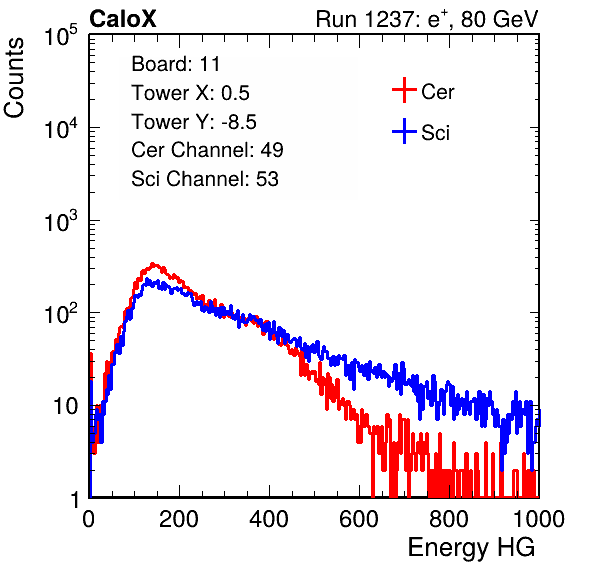 CaloX Run 1237: e⁺, 80 GeV
Counts
Board: 11
Tower X: 0.5
Tower Y: -8.5
Cer Channel: 49
Sci Channel: 53
Cer
Sci
10⁵
10⁴
10³
10²
10
1
0 200 400 600 800 1000
Energy HG